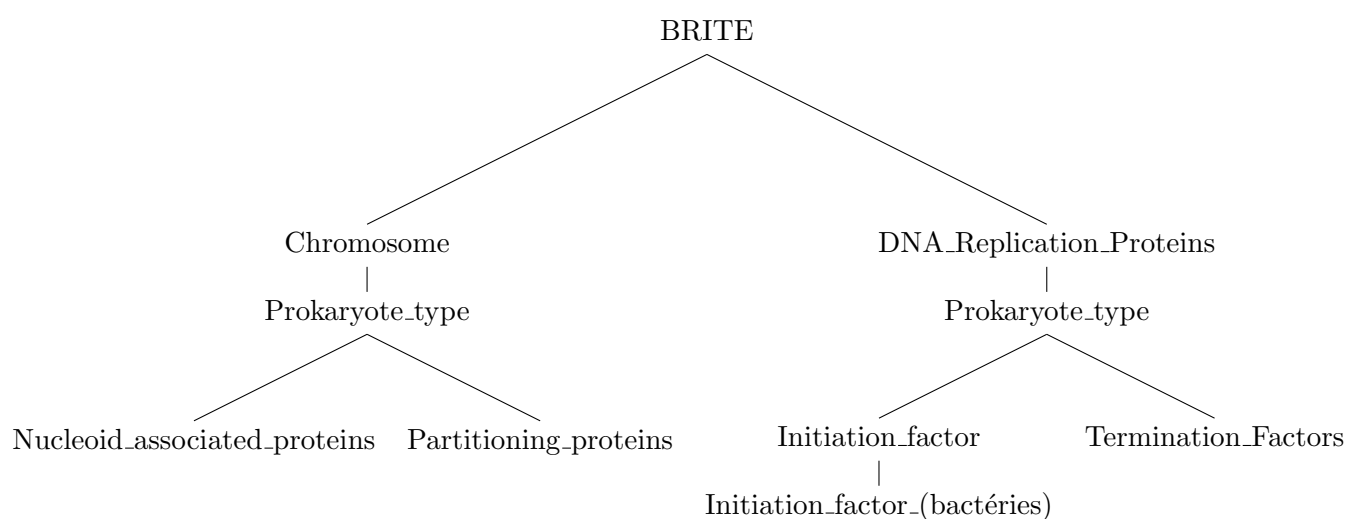 BRITE
Chromosome DNA_Replication_Proteins
Prokaryote_type Prokaryote_type
Nucleoid_associated_proteins Partitioning_proteins Initiation_factor Termination_Factors
Initiation_factor_(bactéries)